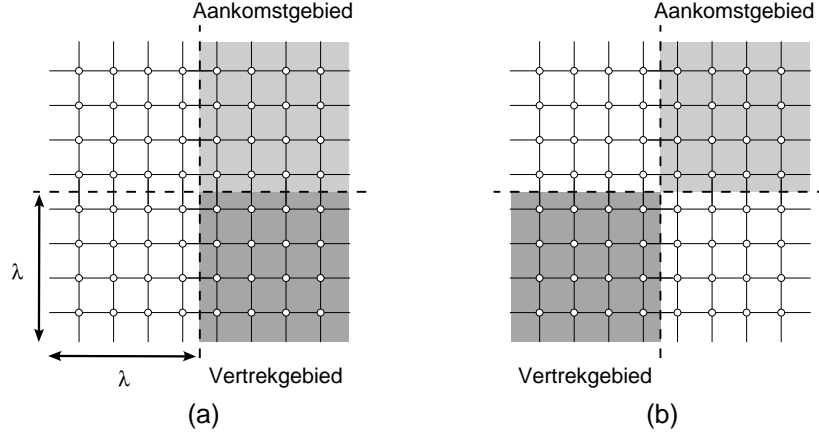 Aankomstgebied
Aankomstgebied
λ
λ
Vertrekgebied
Vertrekgebied
(a)
(b)